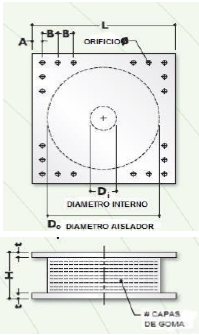 L
B B
A
ORIFICIO Ø
Di
DIAMETRO INTERNO
Do DIAMETRO AISLADOR
t
H
t
# CAPAS
DE GOMA